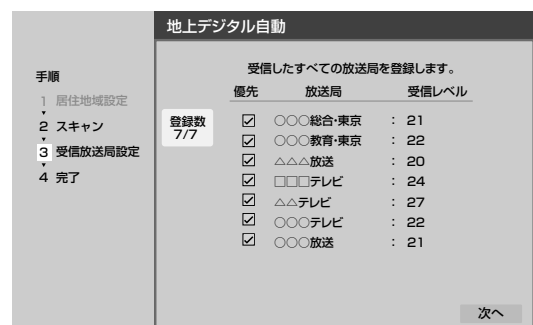 地上デジタル自動
手順
1 居住地域設定
2 スキャン
3 受信放送局設定
4 完了
受信したすべての放送局を登録します。
優先 放送局 受信レベル
登録数
7/7
○○○総合・東京 : 21
○○○教育・東京 : 22
△△△放送 : 20
□□□テレビ : 24
△△テレビ : 27
○○○テレビ : 22
○○○放送 : 21
次へ